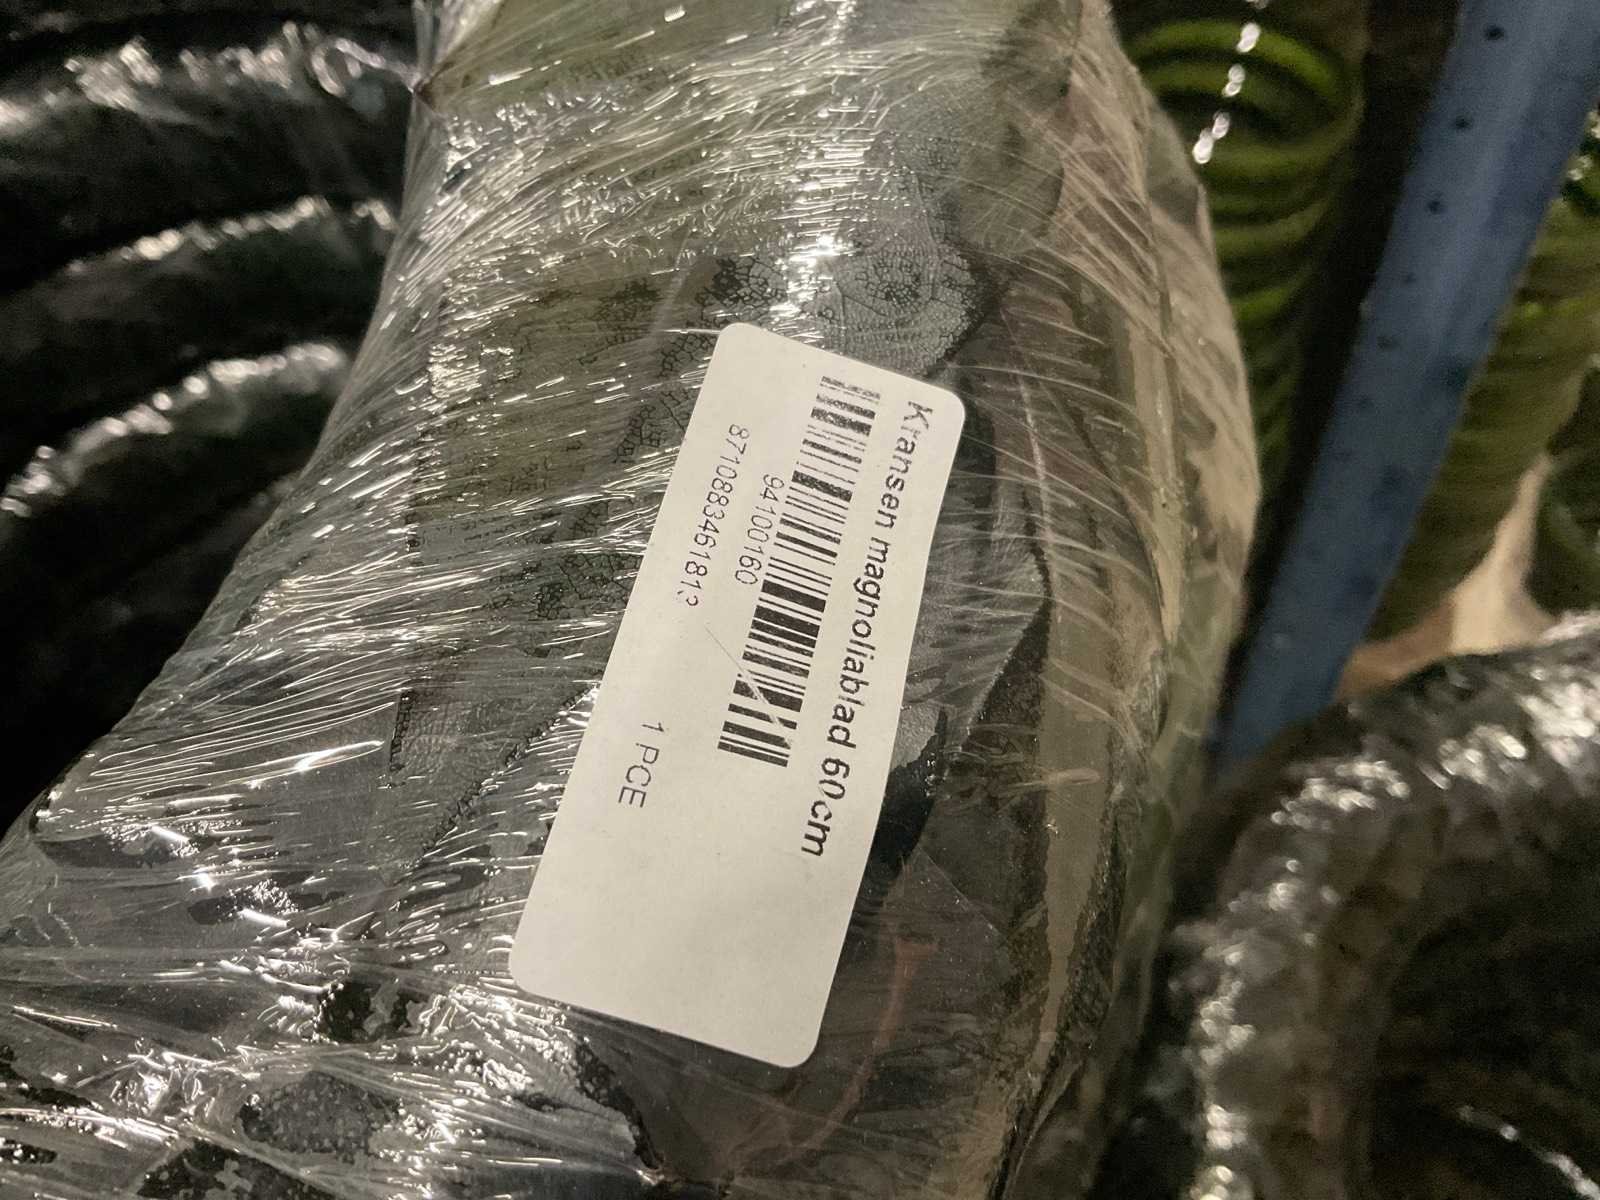 Kransen magnoliablad 60cm
94100160
8710883461813
1 PCE